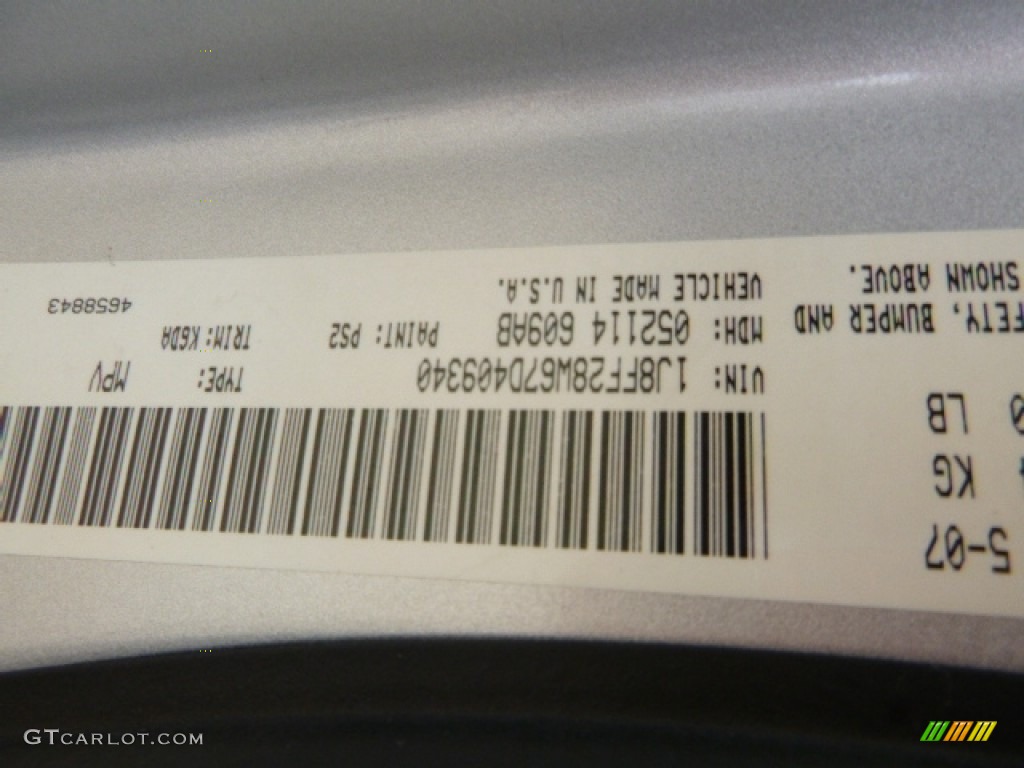 5-07
KG
0 LB
VIN: 1J8FF28W67D409340 TYPE: MPV
FETY, BUMPER AND MDH: 052114 609AB PAINT: PS2 TRIM: K6DA 4658843
SHOWN ABOVE. VEHICLE MADE IN U.S.A.
GTCARLOT.COM